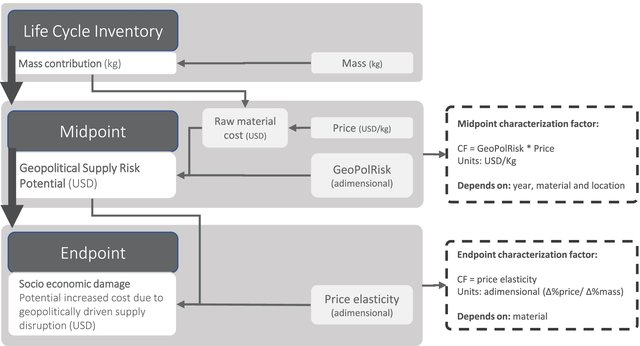 Life Cycle Inventory
Mass contribution (kg)
Mass (kg)
Raw material
cost (USD)
Midpoint
Price (USD/kg)
Geopolitical Supply Risk
Potential (USD)
GeoPolRisk
(adimensional)
Midpoint characterization factor:
CF = GeoPolRisk * Price
Units: USD/Kg
Depends on: year, material and location
Endpoint
Socio economic damage
Potential increased cost due to
geopolitically driven supply
disruption (USD)
Price elasticity
(adimensional)
Endpoint characterization factor:
CF = price elasticity
Units: adimensional (Δ%price/ Δ%mass)
Depends on: material